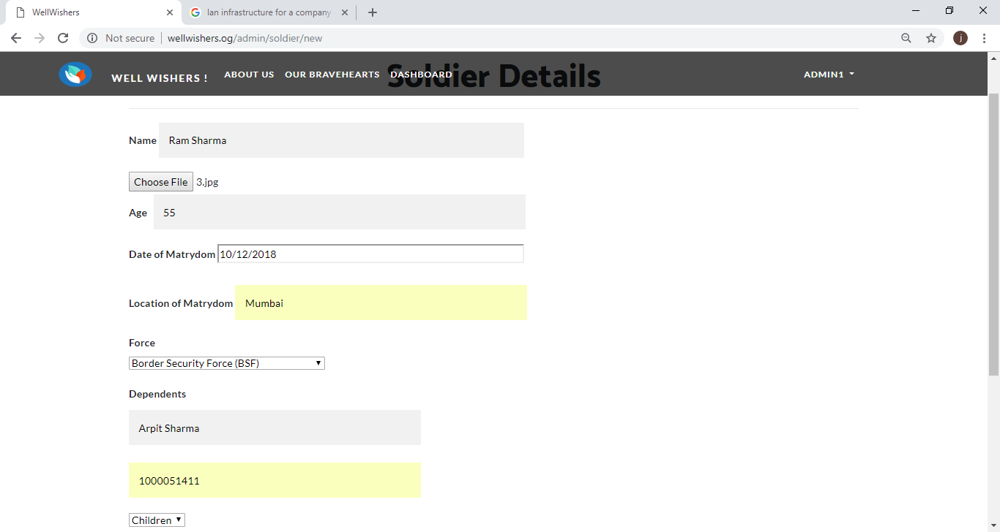 WellWishers
lan infrastructure for a company
Not secure
wellwishers.og/admin/soldier/new
j
WELL WISHERS !
ABOUT US
OUR BRAVEHEARTS
DASHBOARD
Soldier Details
ADMIN1
Name
Ram Sharma
Choose File
3.jpg
Age
55
Date of Matrydom
10/12/2018
Location of Matrydom
Mumbai
Force
Border Security Force (BSF)
Dependents
Arpit Sharma
1000051411
Children